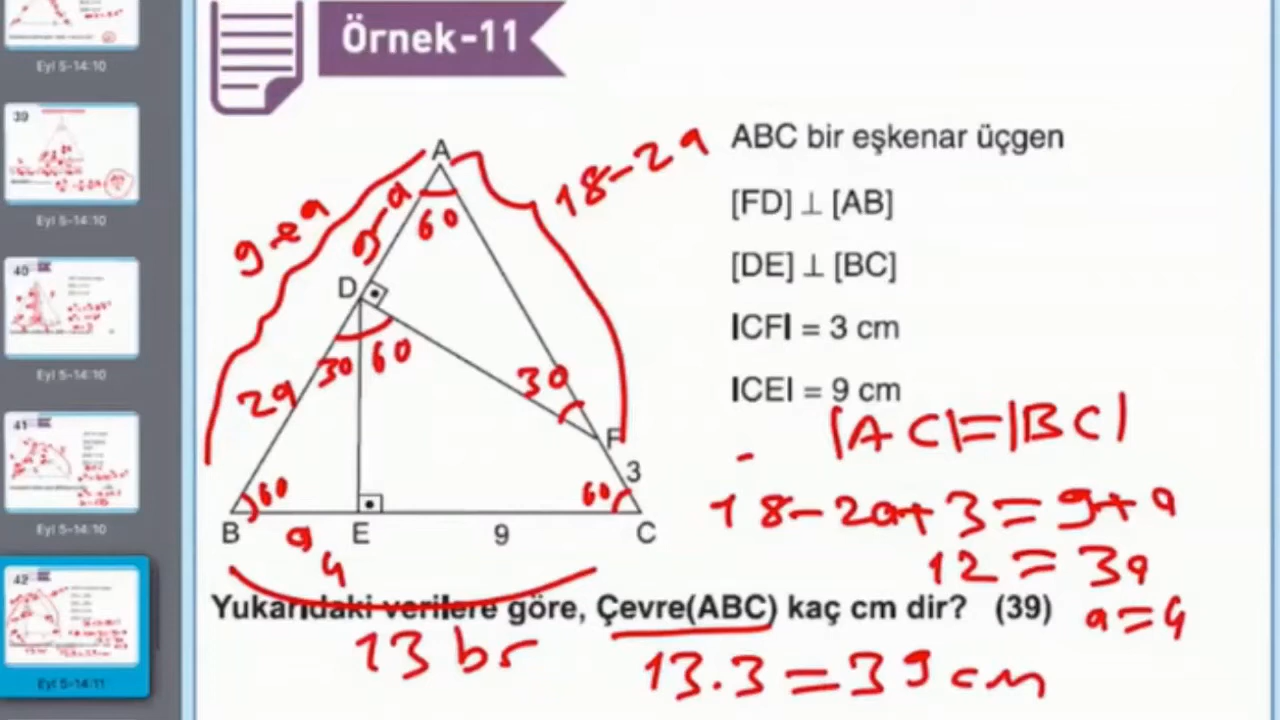 Örnek-11
ABC bir eşkenar üçgen
[FD] ⊥ [AB]
[DE] ⊥ [BC]
|CF| = 3 cm
|CE| = 9 cm
|AC|=|BC|
18-2a+3=9+a
12=3a
a=4
A
18-2a
9+a
9-a
60
D
30 60
2a
30
F
3
60
60
B
a
E
9
C
4
Yukarıdaki verilere göre, Çevre(ABC) kaç cm dir? (39)
13 br
13.3=39 cm
Eyl 5-14:10
39
Eyl 5-14:10
40
Eyl 5-14:10
41
Eyl 5-14:10
42
Eyl 5-14:11